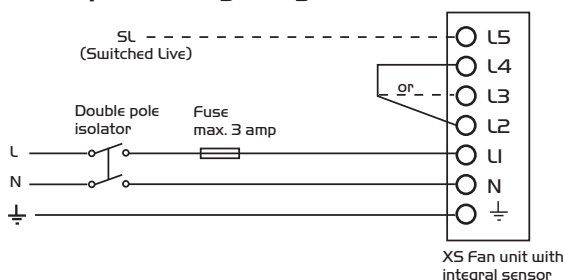 SL
(Switched Live)
L5
L4
or
L3
Double pole
isolator
Fuse
max. 3 amp
L2
L
L1
N
N
XS Fan unit with
integral sensor